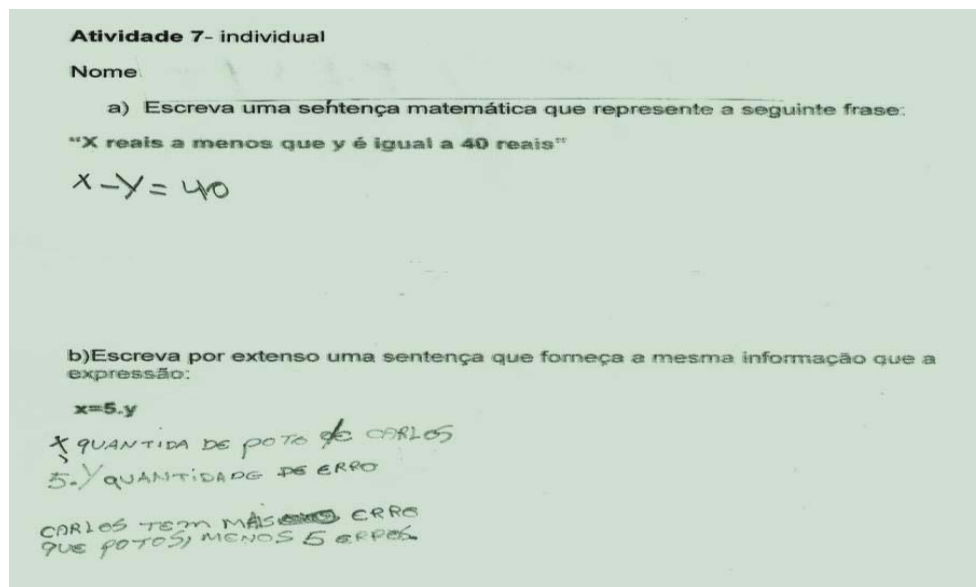 Atividade 7- individual
Nome
a) Escreva uma sentença matemática que represente a seguinte frase:
“X reais a menos que y é igual a 40 reais”
X - Y = 40
b)Escreva por extenso uma sentença que forneça a mesma informação que a
expressão:
x=5.y
X QUANTIDA DE POTO de CARLOS
5.Y QUANTIDADE DE ERRO
CARLOS TEM MAS ERRO
QUE POTOS, MENOS 5 ERROS.